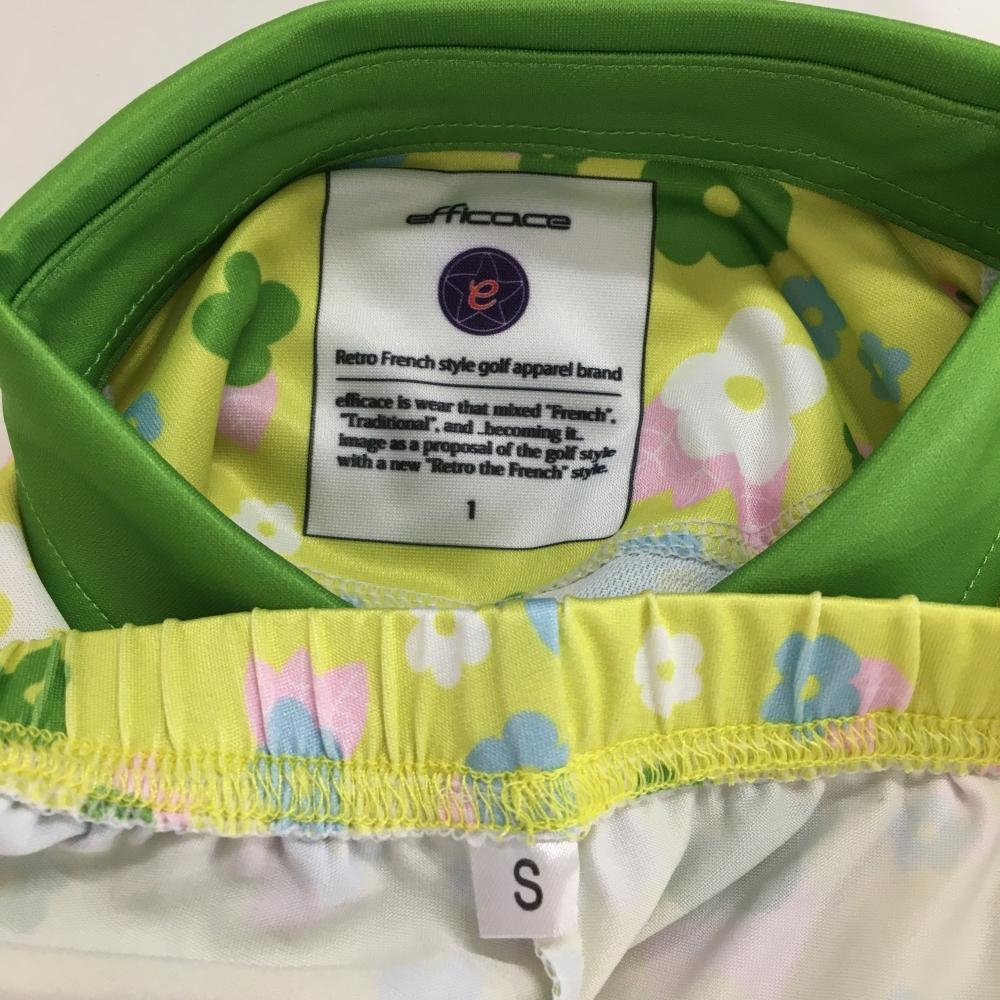 efficace
e
Retro French style golf apparel brand
efficace is wear that mixed "French",
"Traditional", and ..becoming it..
Image as a proposal of the golf style
with a new "Retro the French" style.
1
S